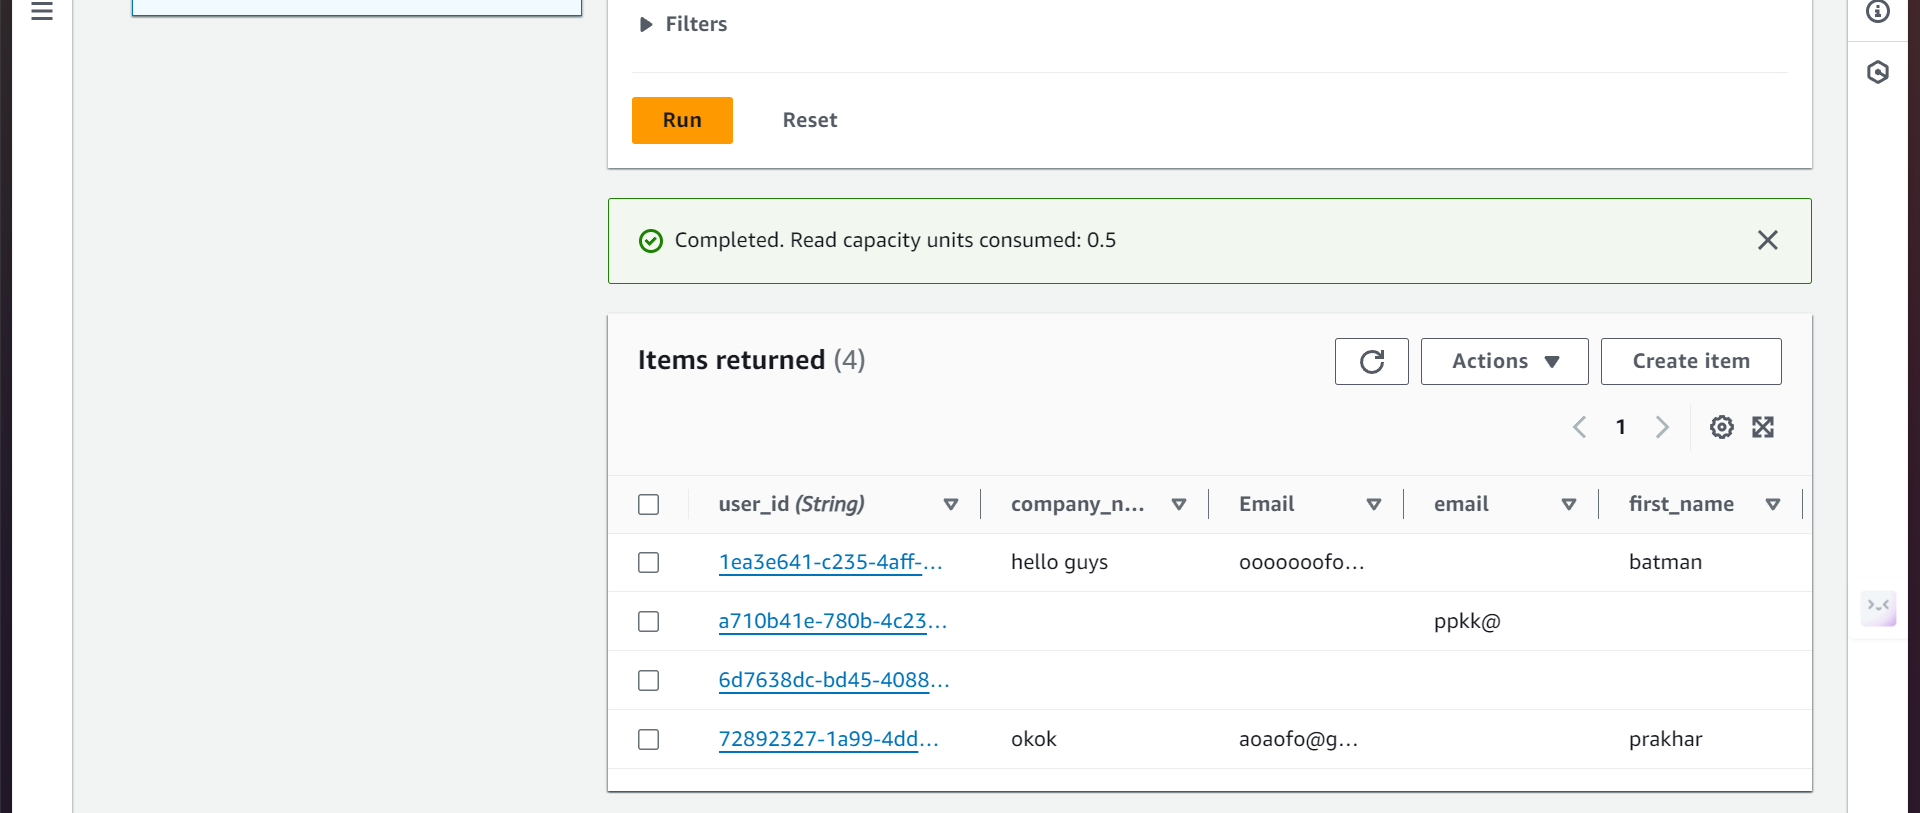 Filters
Run Reset
Completed. Read capacity units consumed: 0.5
Items returned (4) Actions Create item
1
user_id (String) company_n... Email email first_name
1ea3e641-c235-4aff-... hello guys ooooooofo... batman
a710b41e-780b-4c23... ppkk@
6d7638dc-bd45-4088...
72892327-1a99-4dd... okok aoaofo@g... prakhar